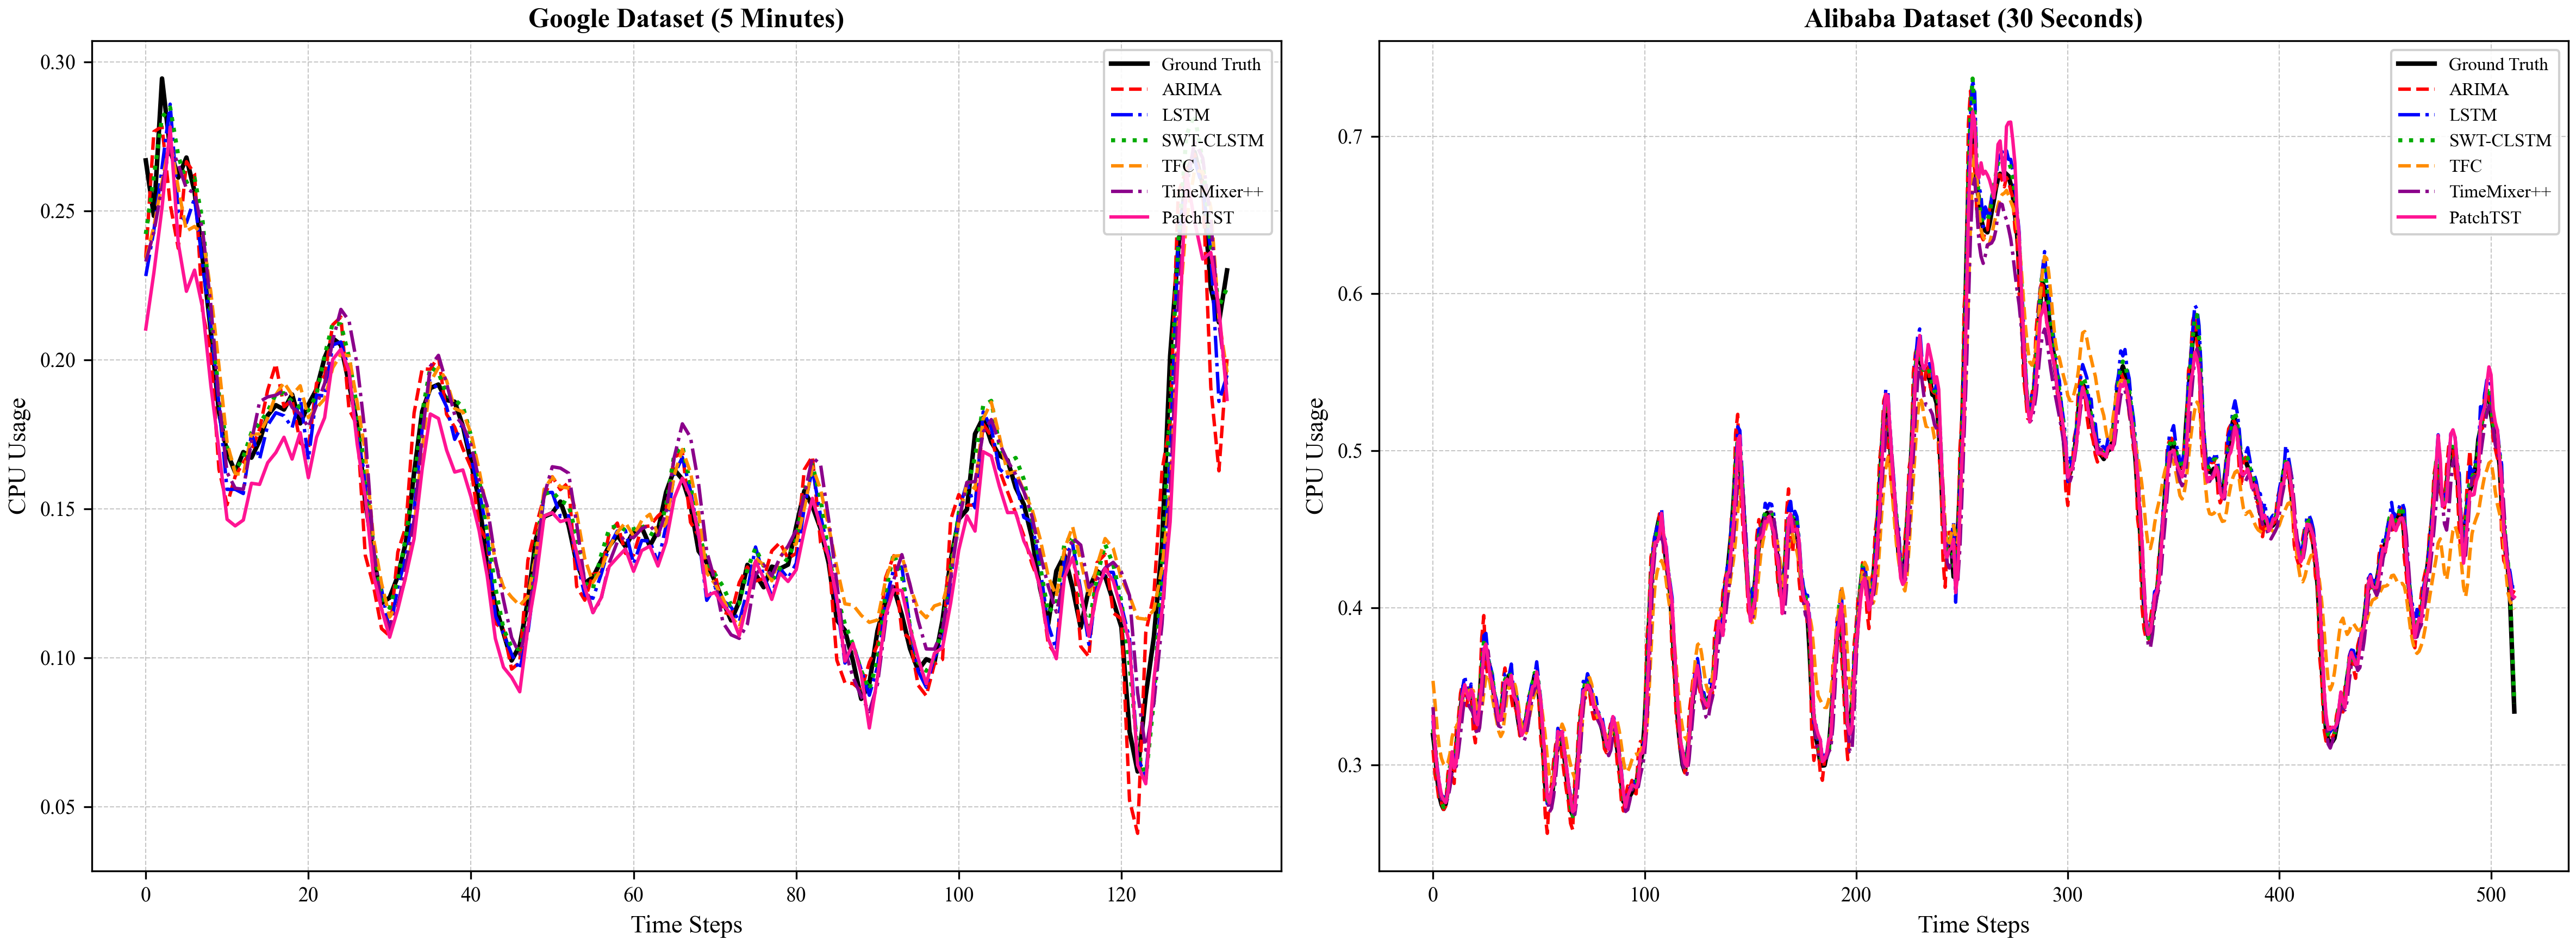 Google Dataset (5 Minutes)
CPU Usage
0.30
0.25
0.20
0.15
0.10
0.05
0 20 40 60 80 100 120
Time Steps
Ground Truth
ARIMA
LSTM
SWT-CLSTM
TFC
TimeMixer++
PatchTST
Alibaba Dataset (30 Seconds)
CPU Usage
0.7
0.6
0.5
0.4
0.3
0 100 200 300 400 500
Time Steps
Ground Truth
ARIMA
LSTM
SWT-CLSTM
TFC
TimeMixer++
PatchTST